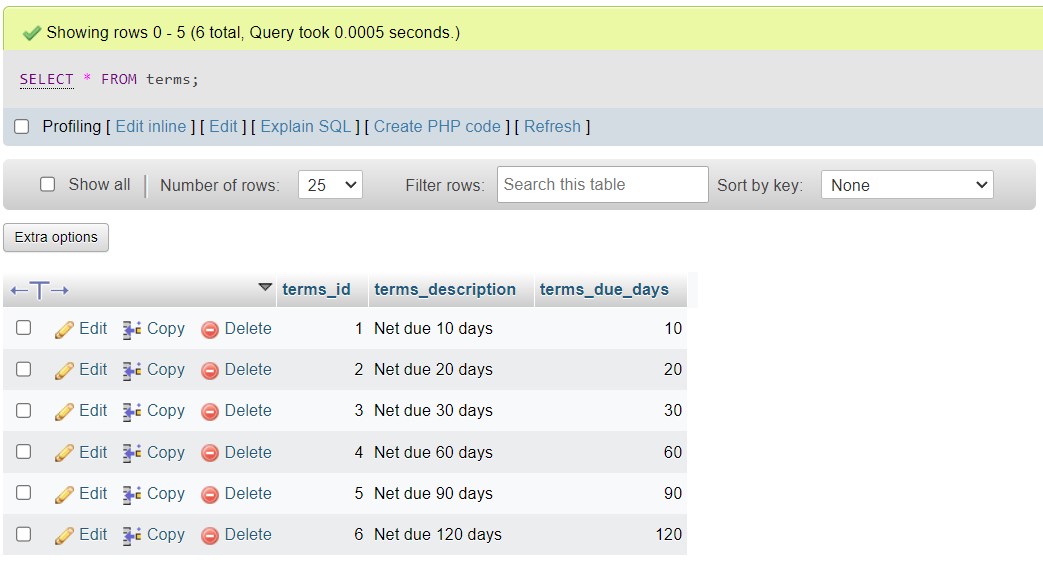 Showing rows 0 - 5 (6 total, Query took 0.0005 seconds.)
SELECT * FROM terms;
Profiling [ Edit inline ] [ Edit ] [ Explain SQL ] [ Create PHP code ] [ Refresh ]
Show all Number of rows: 25 Filter rows: Search this table Sort by key: None
Extra options
←T→ terms_id terms_description terms_due_days
Edit Copy Delete 1 Net due 10 days 10
Edit Copy Delete 2 Net due 20 days 20
Edit Copy Delete 3 Net due 30 days 30
Edit Copy Delete 4 Net due 60 days 60
Edit Copy Delete 5 Net due 90 days 90
Edit Copy Delete 6 Net due 120 days 120